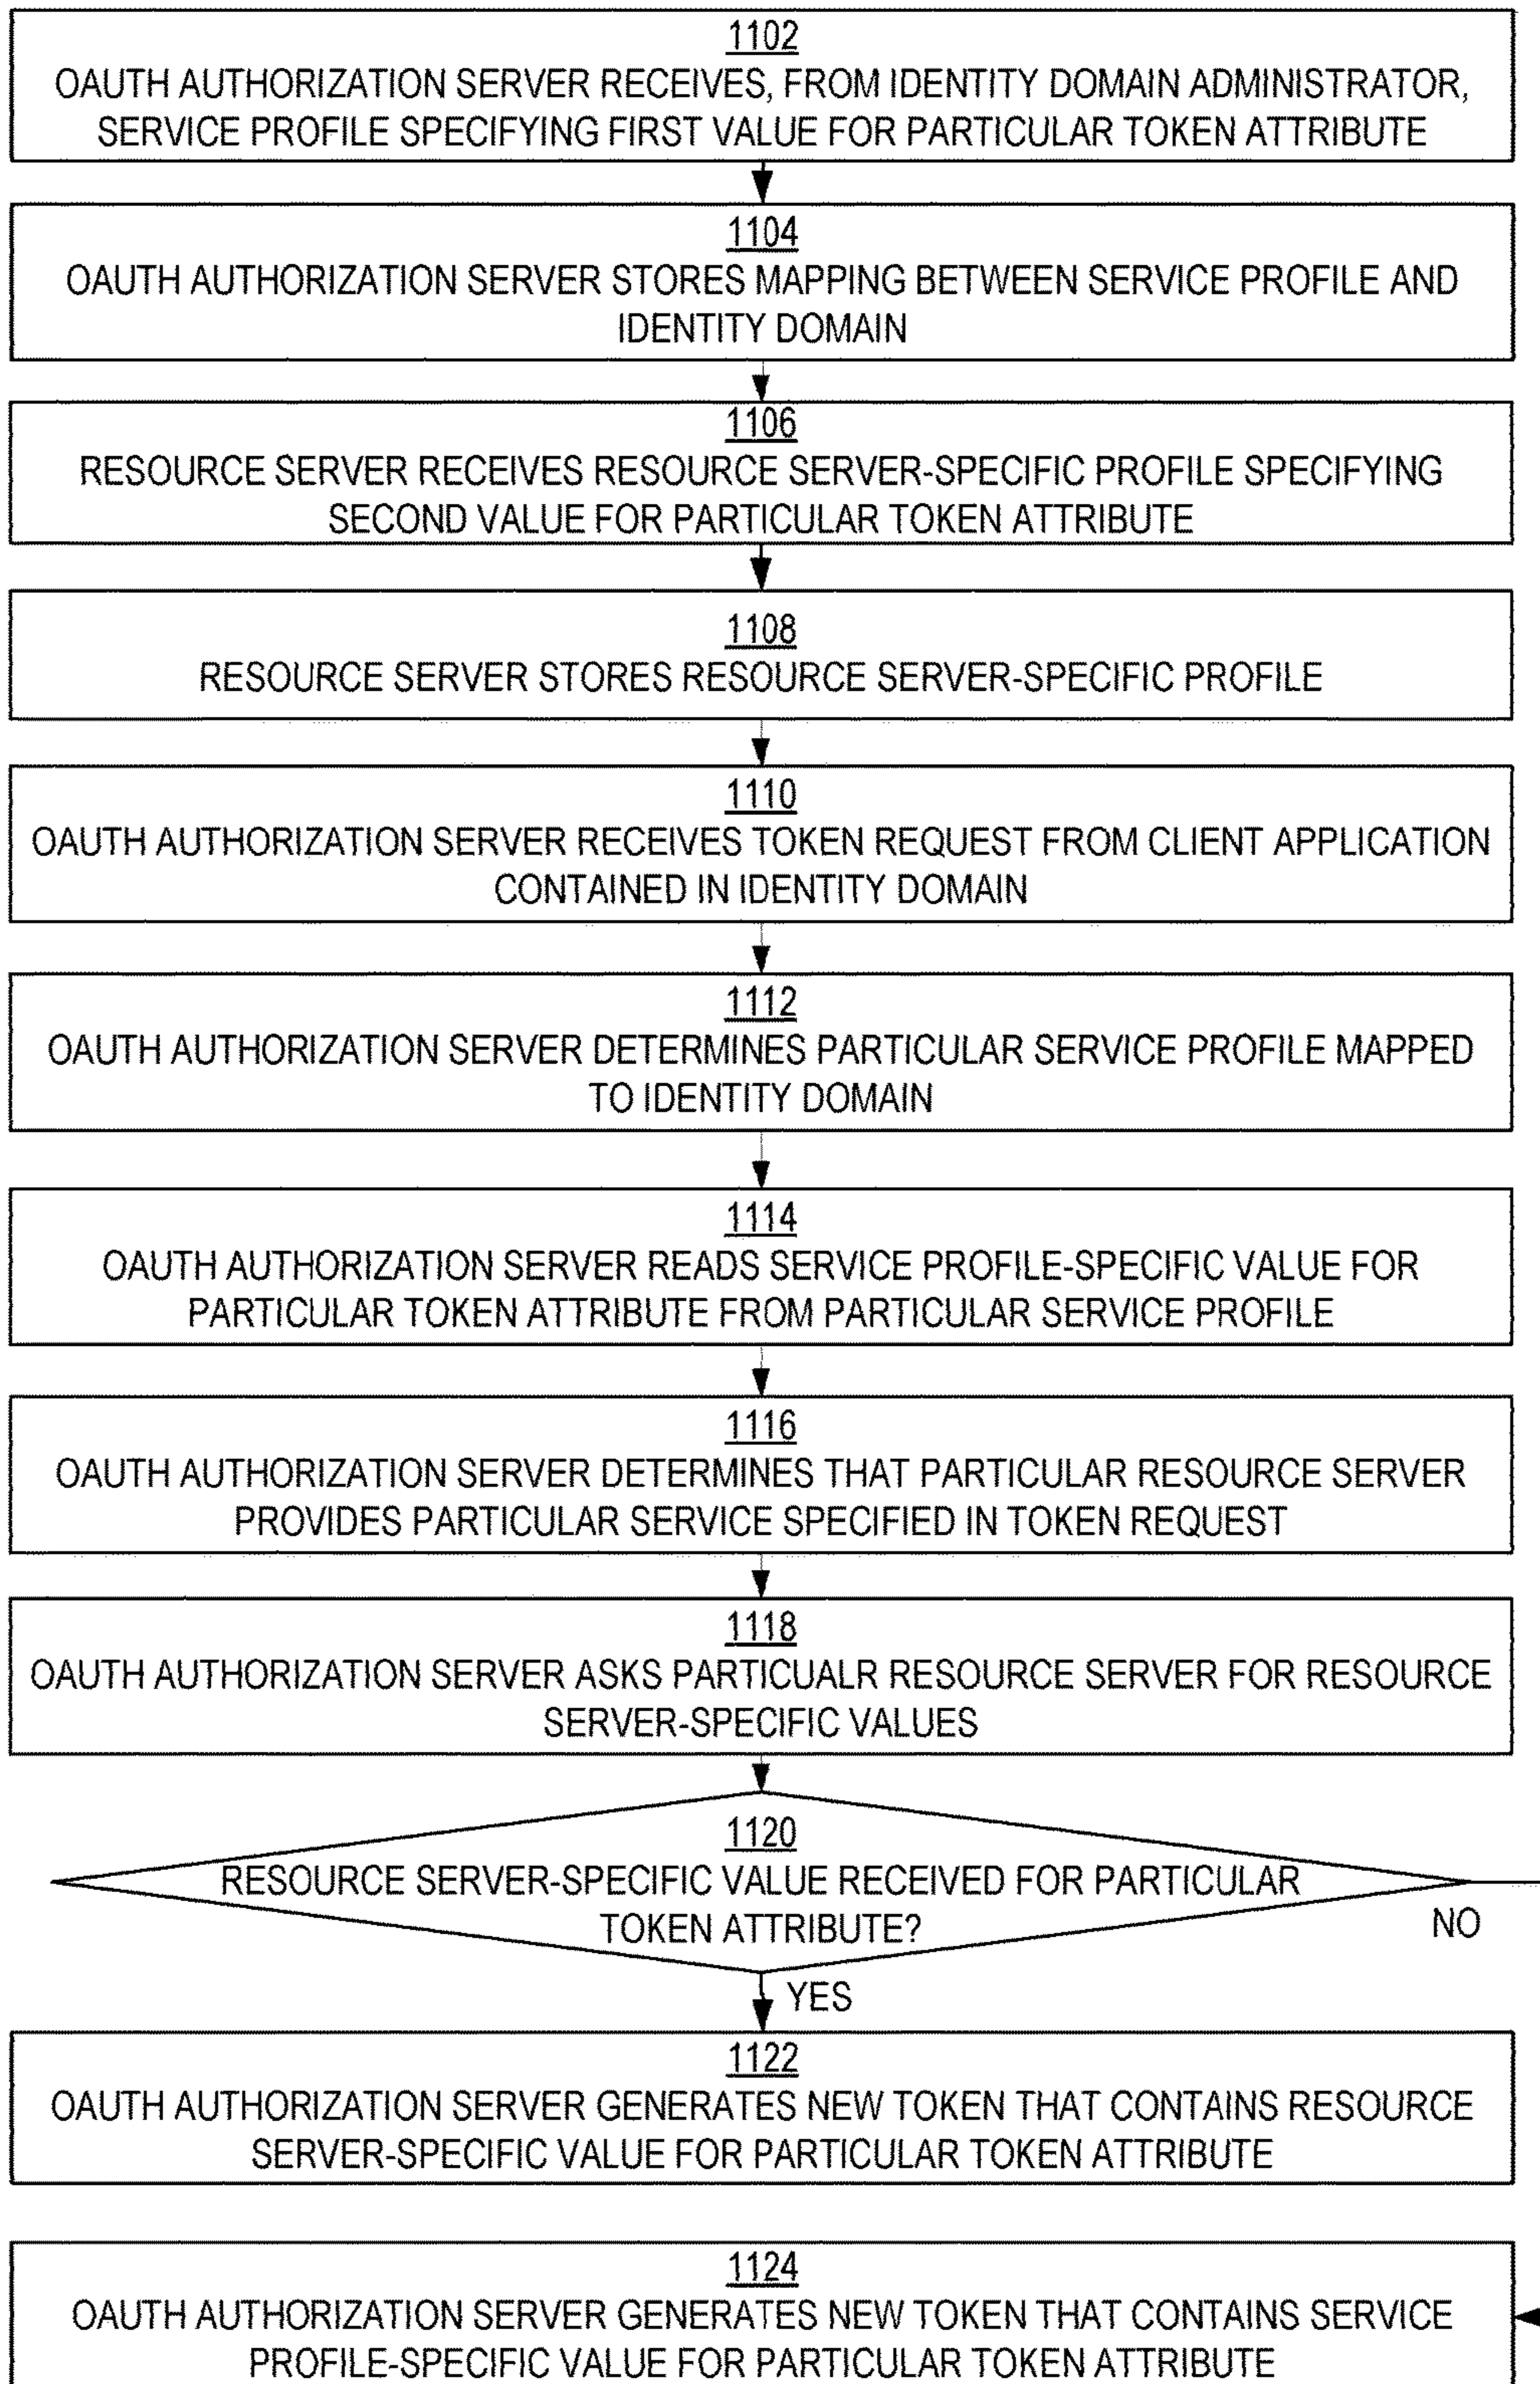 1102
OAUTH AUTHORIZATION SERVER RECEIVES, FROM IDENTITY DOMAIN ADMINISTRATOR,
SERVICE PROFILE SPECIFYING FIRST VALUE FOR PARTICULAR TOKEN ATTRIBUTE
1104
OAUTH AUTHORIZATION SERVER STORES MAPPING BETWEEN SERVICE PROFILE AND
IDENTITY DOMAIN
1106
RESOURCE SERVER RECEIVES RESOURCE SERVER-SPECIFIC PROFILE SPECIFYING
SECOND VALUE FOR PARTICULAR TOKEN ATTRIBUTE
1108
RESOURCE SERVER STORES RESOURCE SERVER-SPECIFIC PROFILE
1110
OAUTH AUTHORIZATION SERVER RECEIVES TOKEN REQUEST FROM CLIENT APPLICATION
CONTAINED IN IDENTITY DOMAIN
1112
OAUTH AUTHORIZATION SERVER DETERMINES PARTICULAR SERVICE PROFILE MAPPED
TO IDENTITY DOMAIN
1114
OAUTH AUTHORIZATION SERVER READS SERVICE PROFILE-SPECIFIC VALUE FOR
PARTICULAR TOKEN ATTRIBUTE FROM PARTICULAR SERVICE PROFILE
1116
OAUTH AUTHORIZATION SERVER DETERMINES THAT PARTICULAR RESOURCE SERVER
PROVIDES PARTICULAR SERVICE SPECIFIED IN TOKEN REQUEST
1118
OAUTH AUTHORIZATION SERVER ASKS PARTICUALR RESOURCE SERVER FOR RESOURCE
SERVER-SPECIFIC VALUES
1120
RESOURCE SERVER-SPECIFIC VALUE RECEIVED FOR PARTICULAR
TOKEN ATTRIBUTE?
NO
YES
1122
OAUTH AUTHORIZATION SERVER GENERATES NEW TOKEN THAT CONTAINS RESOURCE
SERVER-SPECIFIC VALUE FOR PARTICULAR TOKEN ATTRIBUTE
1124
OAUTH AUTHORIZATION SERVER GENERATES NEW TOKEN THAT CONTAINS SERVICE
PROFILE-SPECIFIC VALUE FOR PARTICULAR TOKEN ATTRIBUTE